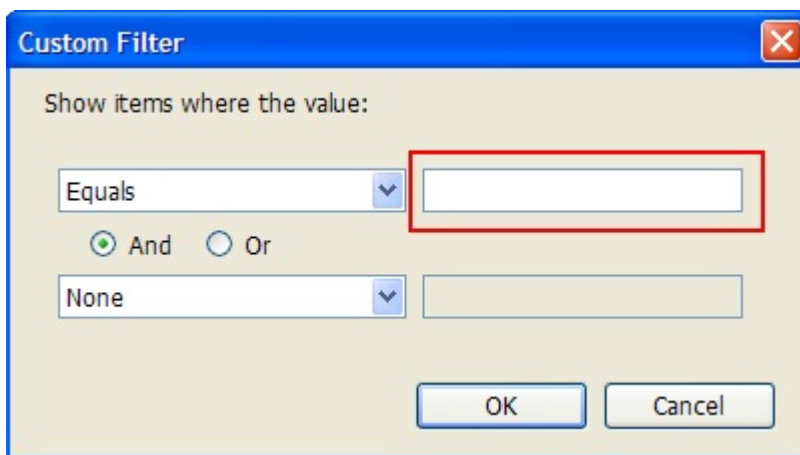 Custom Filter
Show items where the value:
Equals
And Or
None
OK Cancel